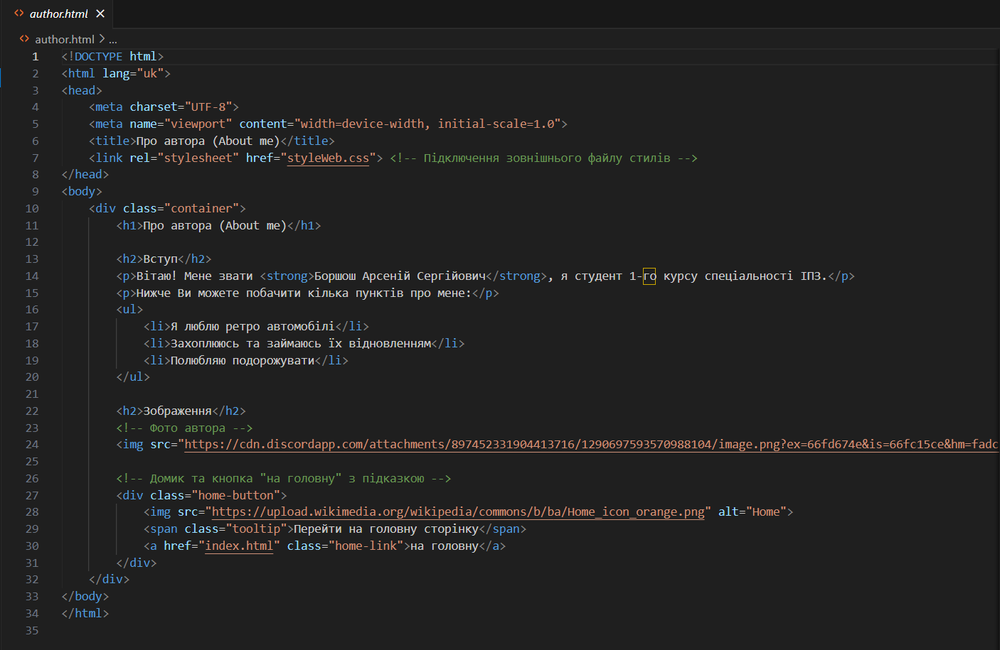 author.html
author.html > ...
1 <!DOCTYPE html>
2 <html lang="uk">
3 <head>
4 <meta charset="UTF-8">
5 <meta name="viewport" content="width=device-width, initial-scale=1.0">
6 <title>Про автора (About me)</title>
7 <link rel="stylesheet" href="styleWeb.css"> <!-- Підключення зовнішнього файлу стилів -->
8 </head>
9 <body>
10 <div class="container">
11 <h1>Про автора (About me)</h1>
12
13 <h2>Вступ</h2>
14 <p>Вітаю! Мене звати <strong>Боршош Арсеній Сергійович</strong>, я студент 1-го курсу спеціальності ІПЗ.</p>
15 <p>Нижче Ви можете побачити кілька пунктів про мене:</p>
16 <ul>
17 <li>Я люблю ретро автомобілі</li>
18 <li>Захоплююсь та займаюсь їх відновленням</li>
19 <li>Полюбляю подорожувати</li>
20 </ul>
21
22 <h2>Зображення</h2>
23 <!-- Фото автора -->
24 <img src="https://cdn.discordapp.com/attachments/897452331904413716/1290697593570988104/image.png?ex=66fd674e&is=66fc15ce&hm=fadc
25
26 <!-- Домик та кнопка "на головну" з підказкою -->
27 <div class="home-button">
28 <img src="https://upload.wikimedia.org/wikipedia/commons/b/ba/Home_icon_orange.png" alt="Home">
29 <span class="tooltip">Перейти на головну сторінку</span>
30 <a href="index.html" class="home-link">на головну</a>
31 </div>
32 </div>
33 </body>
34 </html>
35